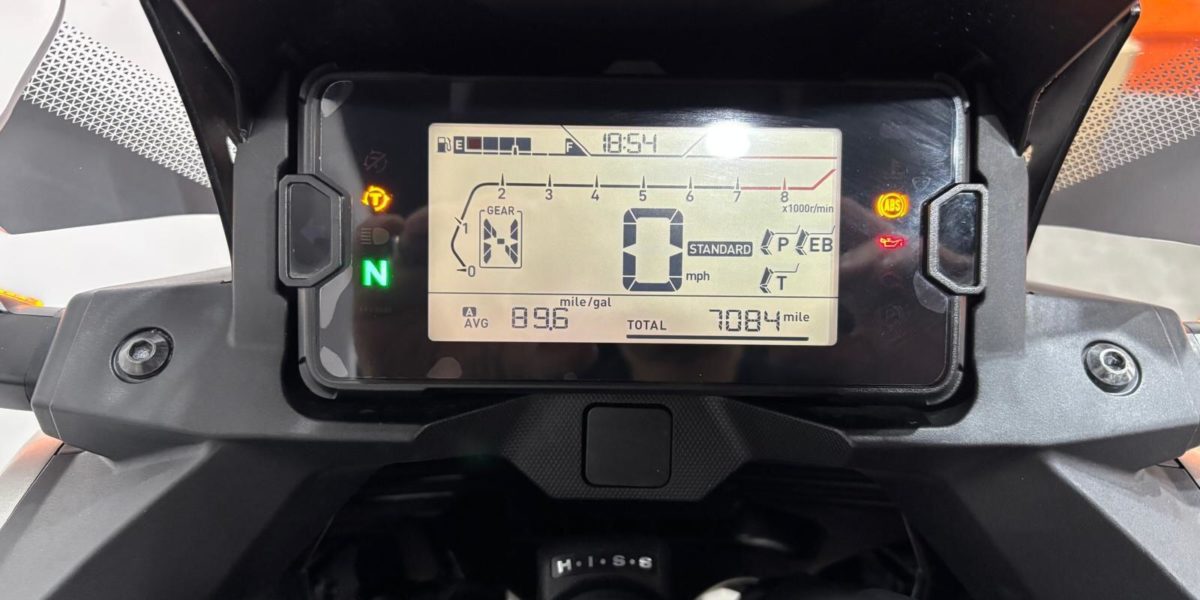 E F 18:54
2 3 4 5 6 7 8
x1000r/min
GEAR
1
N
0 STANDARD P EB
T
mph
0
N
ABS
T
mile/gal
A
AVG 89.6 TOTAL 7084 mile
H·I·S·S